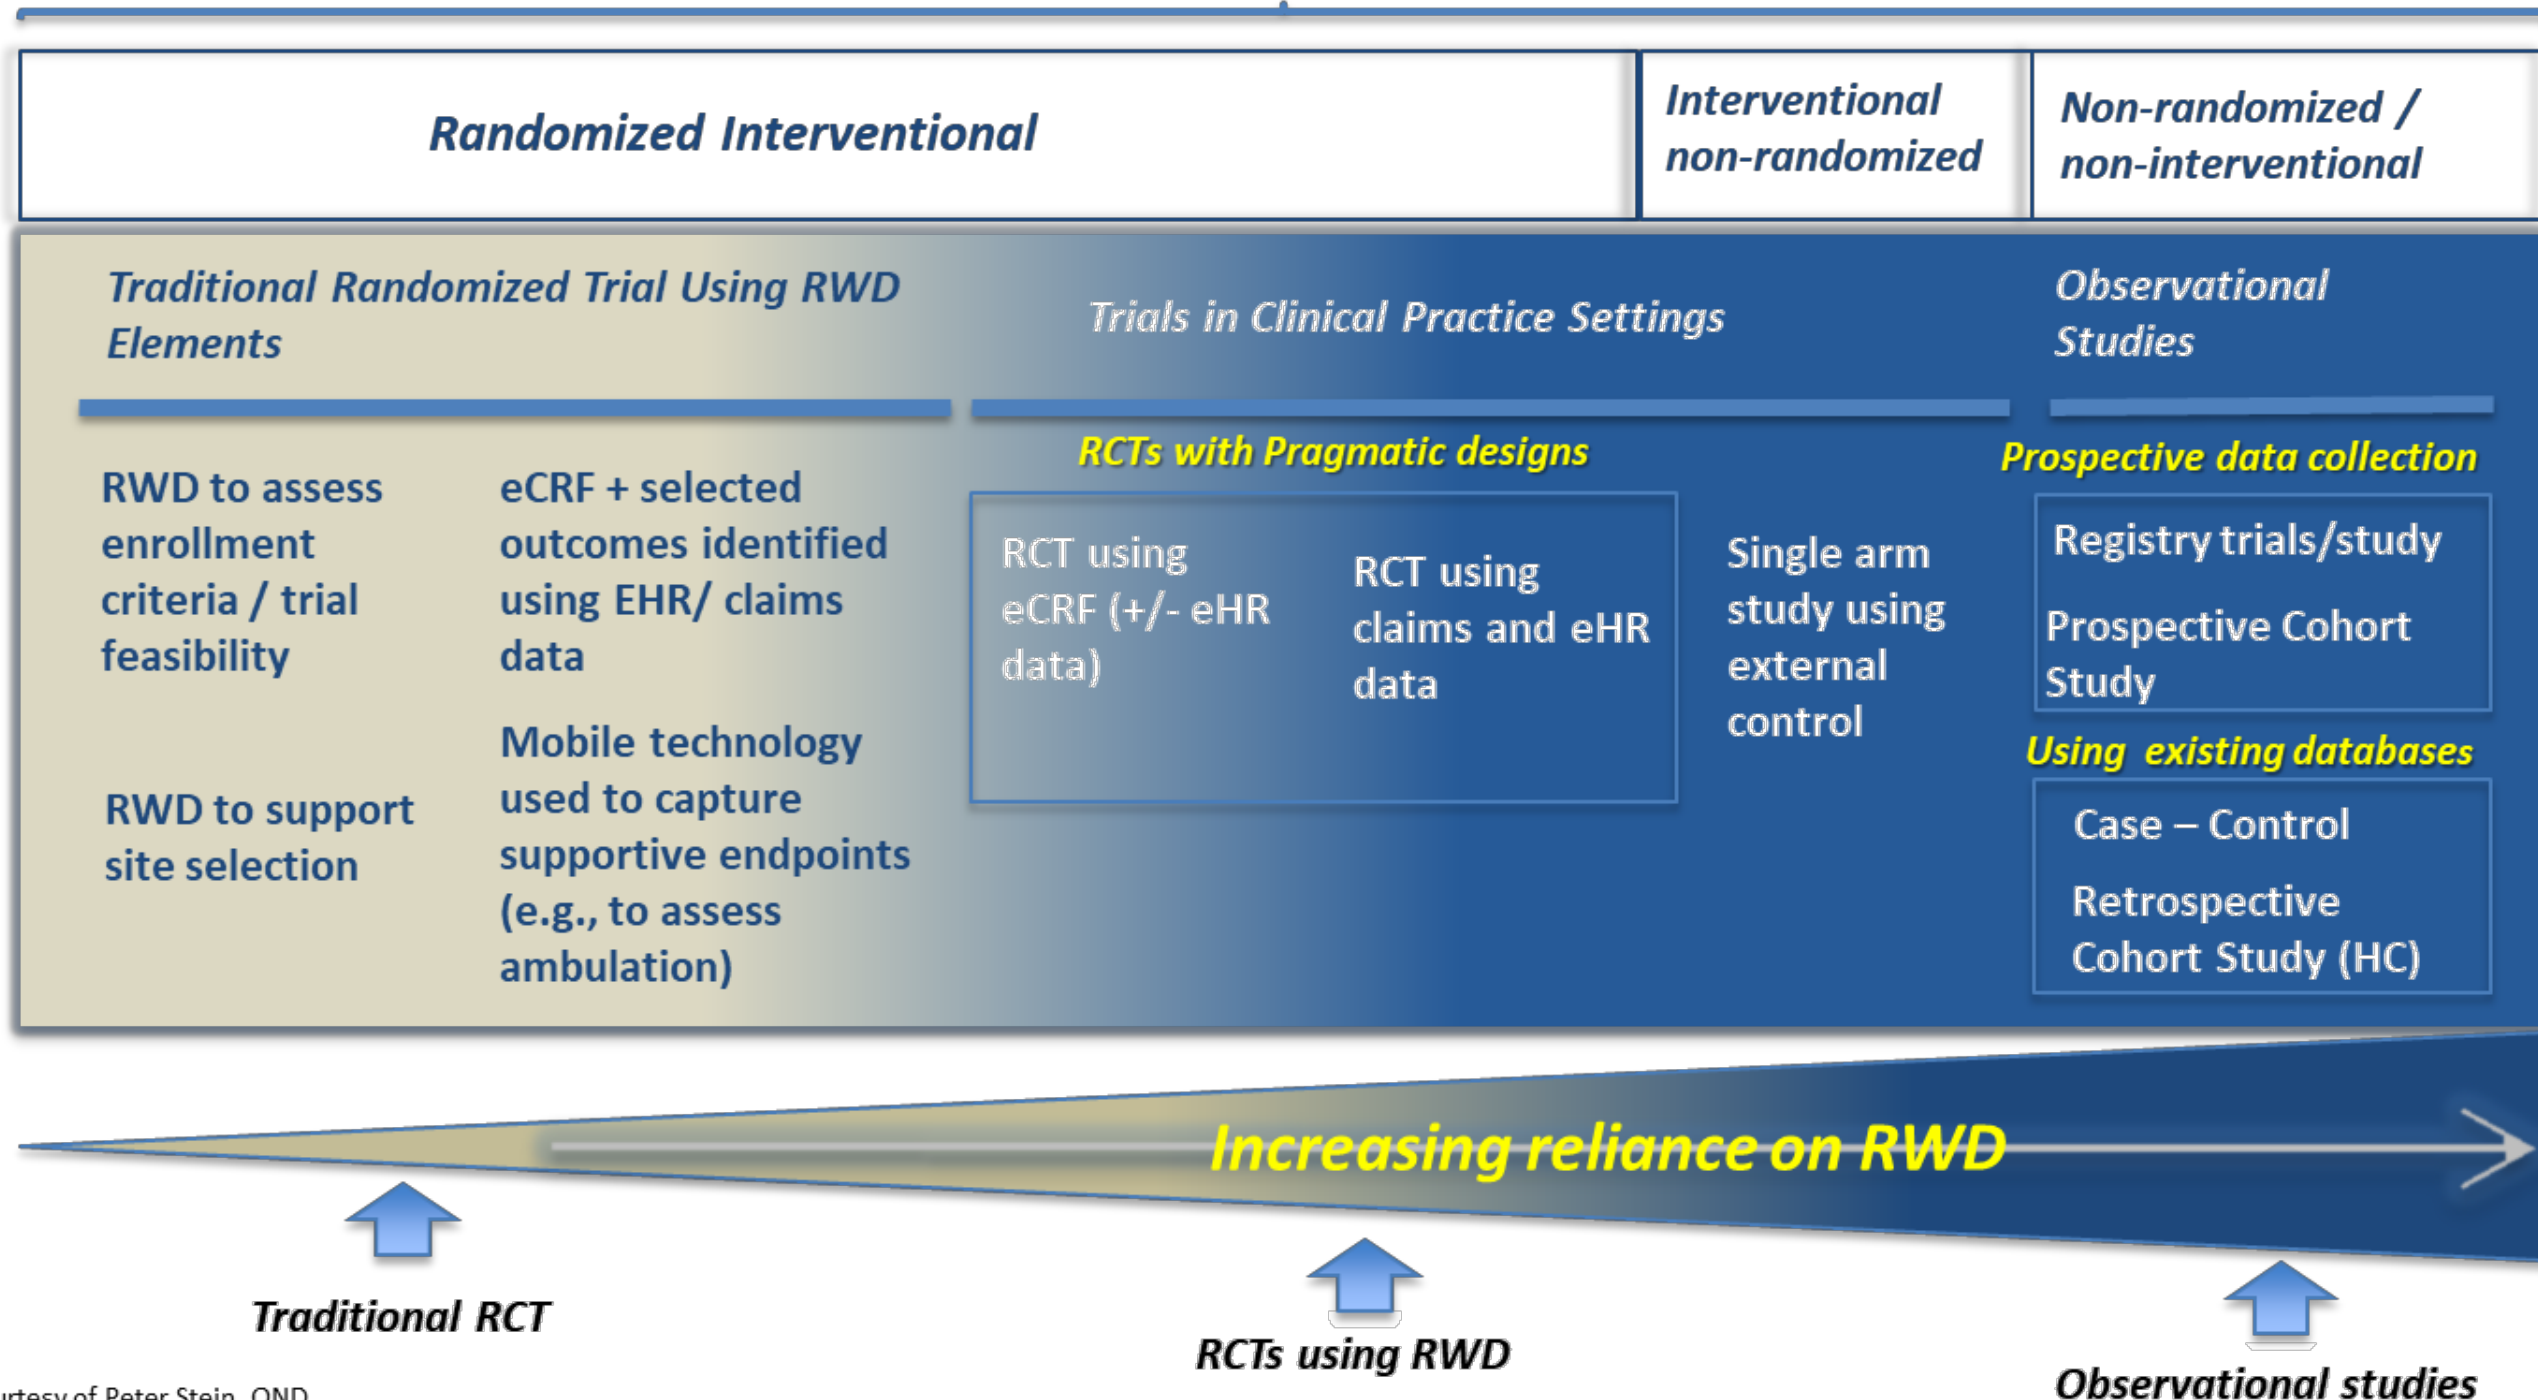 Randomized Interventional
Interventional
non-randomized
Non-randomized /
non-interventional
Traditional Randomized Trial Using RWD
Elements
Trials in Clinical Practice Settings
Observational
Studies
RWD to assess
enrollment
criteria / trial
feasibility
RWD to support
site selection
eCRF + selected
outcomes identified
using EHR/ claims
data
Mobile technology
used to capture
supportive endpoints
(e.g., to assess
ambulation)
RCTs with Pragmatic designs
RCT using
eCRF (+/- eHR
data)
RCT using
claims and eHR
data
Single arm
study using
external
control
Prospective data collection
Registry trials/study
Prospective Cohort
Study
Using existing databases
Case – Control
Retrospective
Cohort Study (HC)
Increasing reliance on RWD
Traditional RCT
RCTs using RWD
Observational studies
of Peter Stein, OND